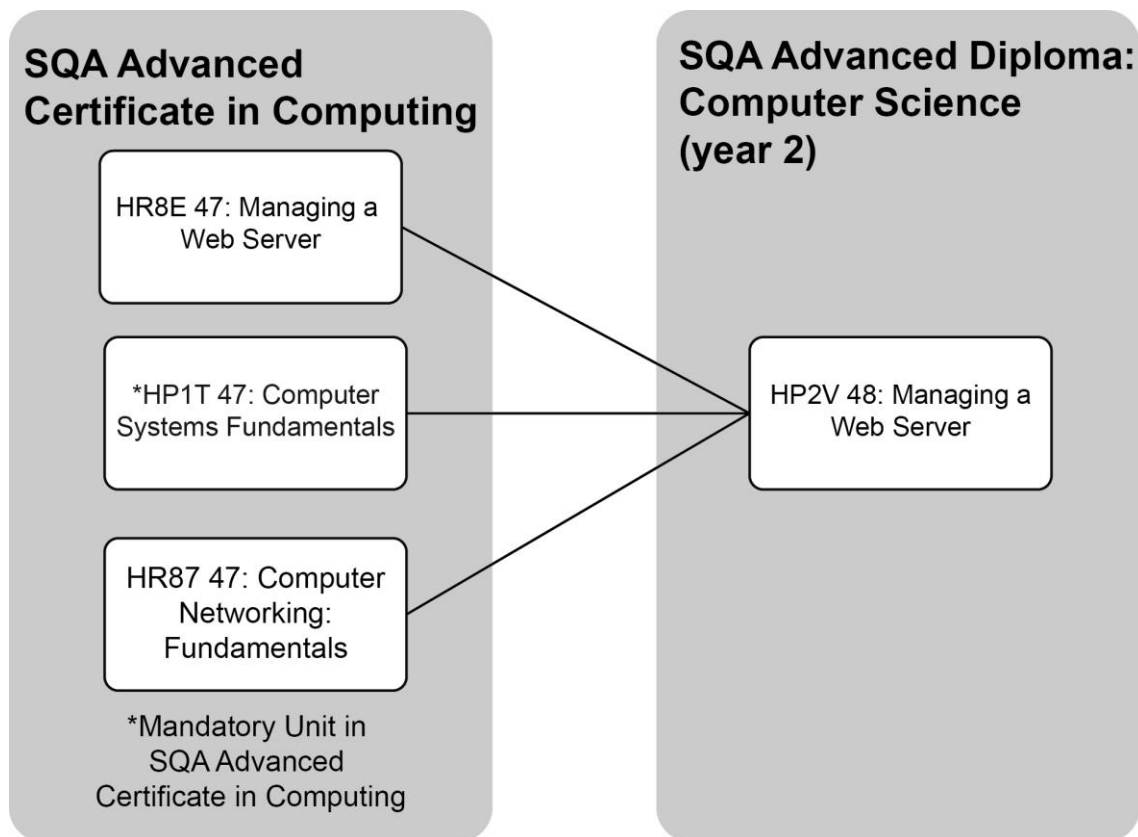 SQA Advanced
Certificate in Computing
HR8E 47: Managing a
Web Server
*HP1T 47: Computer
Systems Fundamentals
HR87 47: Computer
Networking:
Fundamentals
*Mandatory Unit in
SQA Advanced
Certificate in Computing
SQA Advanced Diploma:
Computer Science
(year 2)
HP2V 48: Managing a
Web Server